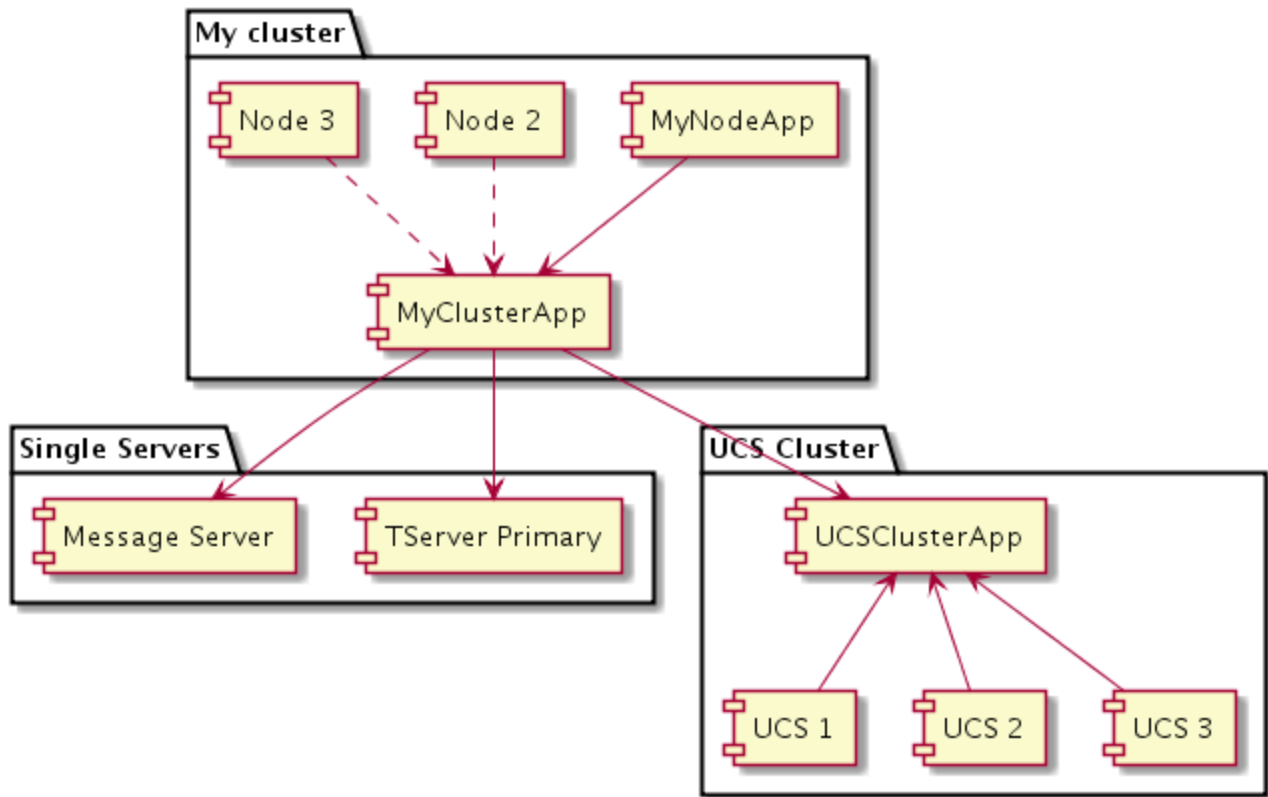 My cluster
Node 3
Node 2
MyNodeApp
MyClusterApp
Single Servers
Message Server
TServer Primary
UCS Cluster
UCSClusterApp
UCS 1
UCS 2
UCS 3